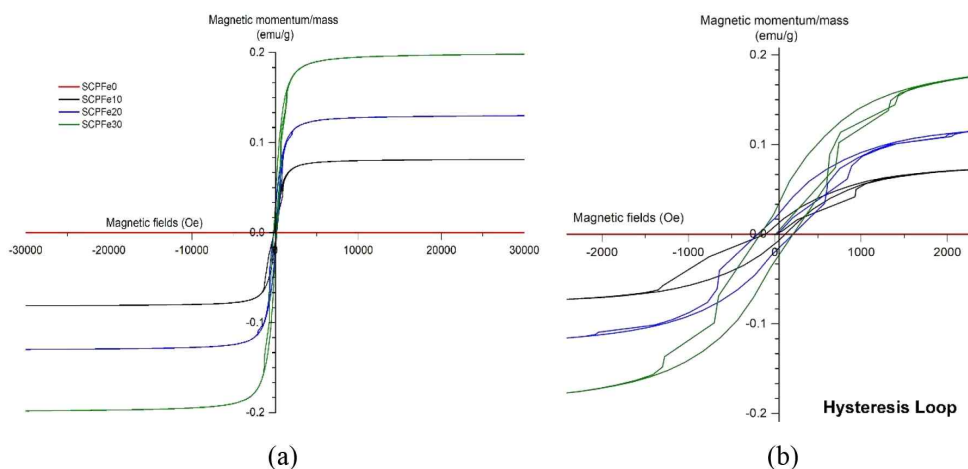 Magnetic momentum/mass
(emu/g)
0.2
SCPFe0
SCPFe10
SCPFe20
SCPFe30
0.1
Magnetic fields (Oe)
0.0
-30000 -20000 -10000 0 10000 20000 30000
-0.1
-0.2
(a)
Magnetic momentum/mass
(emu/g)
0.2
0.1
Magnetic fields (Oe)
0.0
-2000 -1000 0 1000 2000
-0.1
-0.2
Hysteresis Loop
(b)